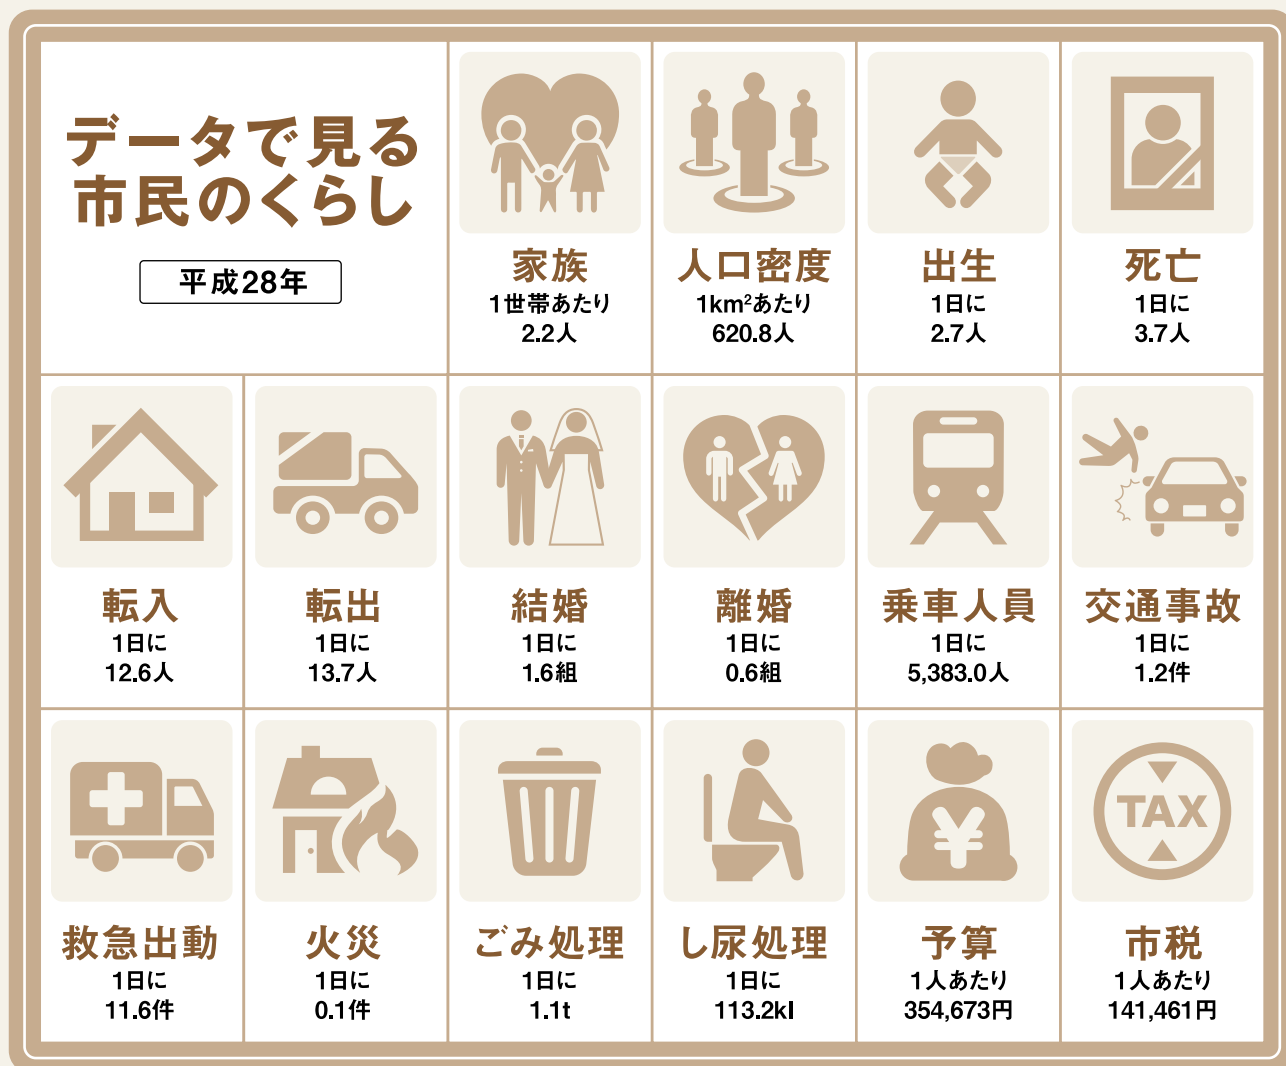 データで見る
市民のくらし
平成28年
家族
1世帯あたり
2.2人
人口密度
1km²あたり
620.8人
出生
1日に
2.7人
死亡
1日に
3.7人
転入
1日に
12.6人
転出
1日に
13.7人
結婚
1日に
1.6組
離婚
1日に
0.6組
乗車人員
1日に
5,383.0人
交通事故
1日に
1.2件
救急出動
1日に
11.6件
火災
1日に
0.1件
ごみ処理
1日に
1.1t
し尿処理
1日に
113.2kl
¥
予算
1人あたり
354,673円
TAX
市税
1人あたり
141,461円